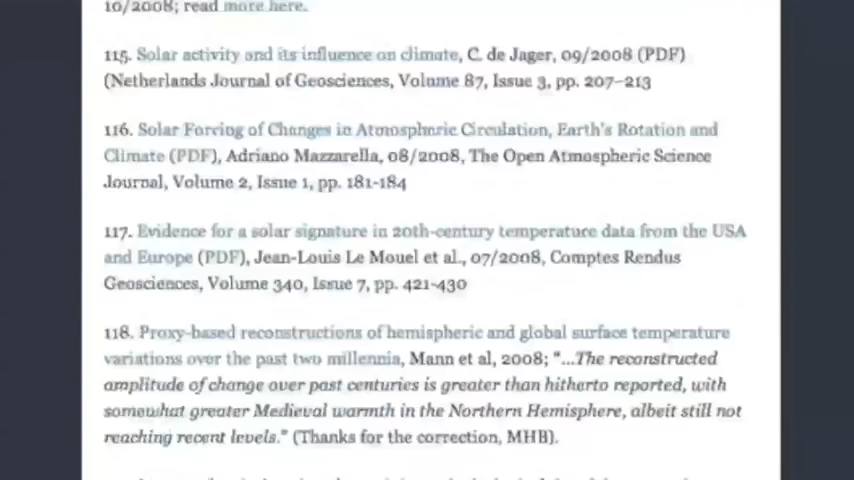 10/2008; read more here.
115. Solar activity and its influence on climate, C. de Jager, 09/2008 (PDF)
(Netherlands Journal of Geosciences, Volume 87, Issue 3, pp. 207–213
116. Solar Forcing of Changes in Atmospheric Circulation, Earth's Rotation and
Climate (PDF), Adriano Mazzarella, 08/2008, The Open Atmospheric Science
Journal, Volume 2, Issue 1, pp. 181-184
117. Evidence for a solar signature in 20th-century temperature data from the USA
and Europe (PDF), Jean-Louis Le Mouel et al., 07/2008, Comptes Rendus
Geosciences, Volume 340, Issue 7, pp. 421-430
118. Proxy-based reconstructions of hemispheric and global surface temperature
variations over the past two millennia, Mann et al, 2008; "...The reconstructed
amplitude of change over past centuries is greater than hitherto reported, with
somewhat greater Medieval warmth in the Northern Hemisphere, albeit still not
reaching recent levels." (Thanks for the correction, MHB).